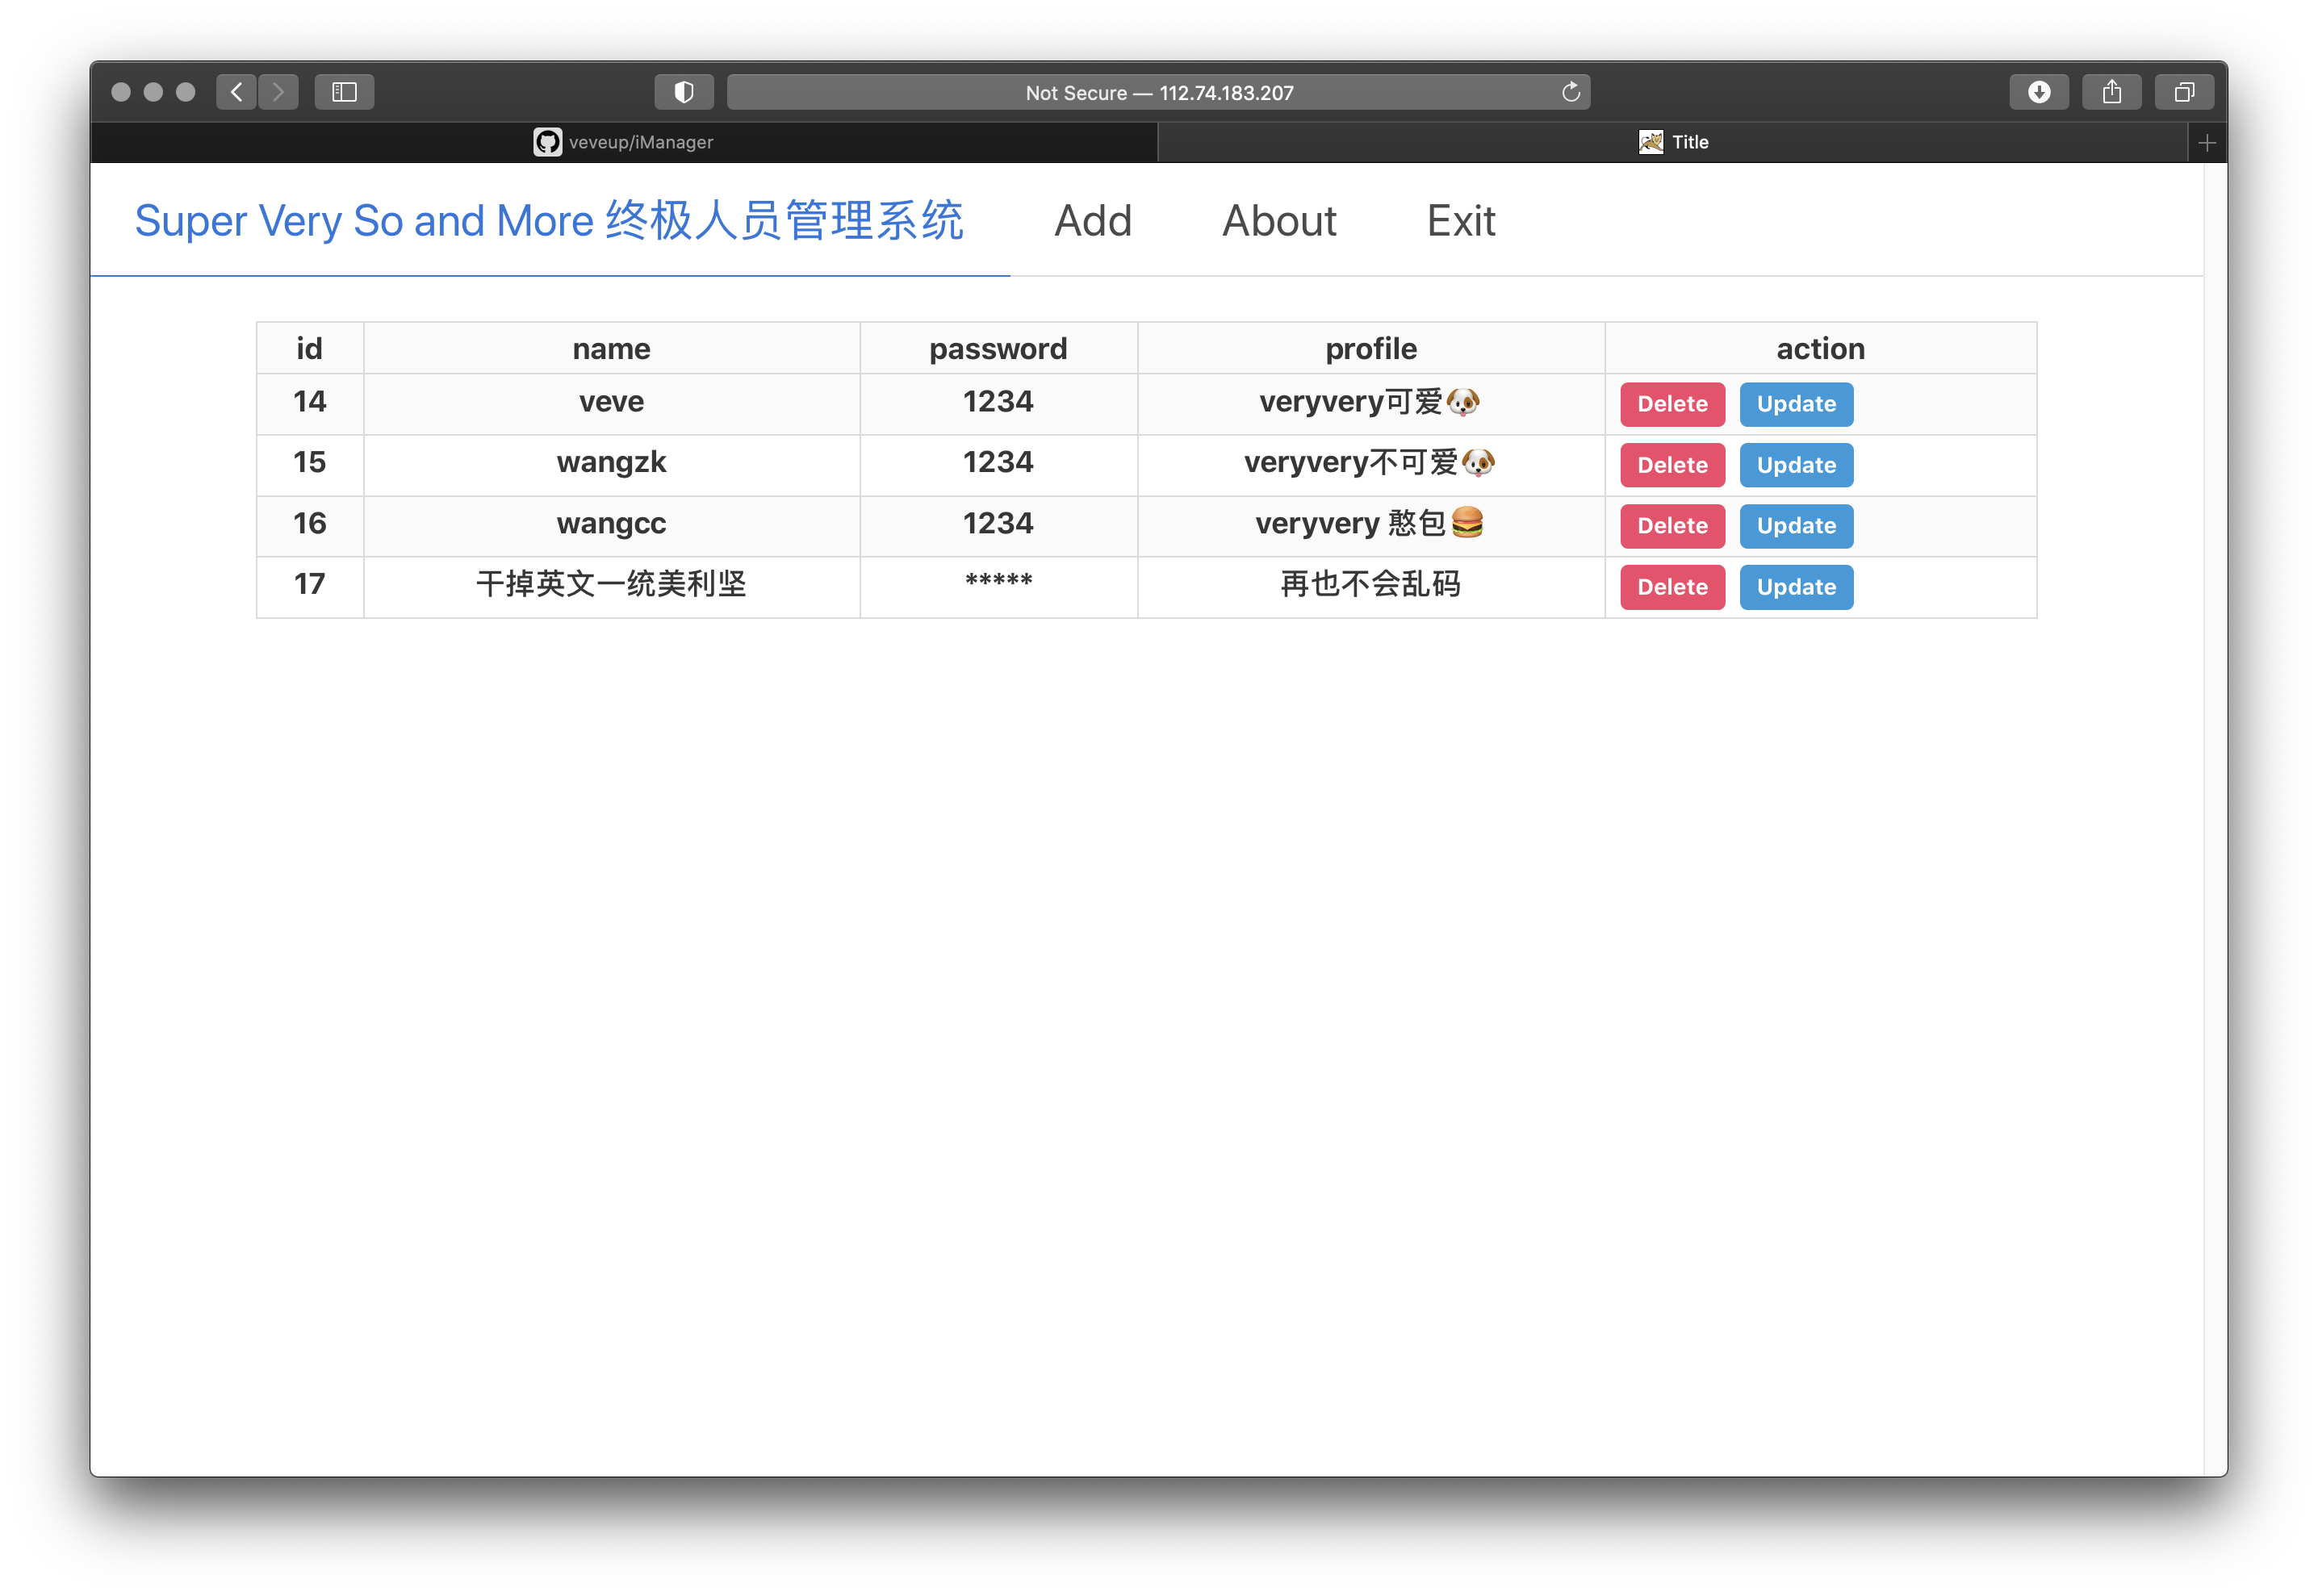 Not Secure — 112.74.183.207
veveup/iManager Title
Super Very So and More 终极人员管理系统 Add About Exit
id name password profile action
14 veve 1234 veryvery可爱🐶 Delete Update
15 wangzk 1234 veryvery不可爱🐶 Delete Update
16 wangcc 1234 veryvery 憨包🍔 Delete Update
17 干掉英文一统美利坚 ***** 再也不会乱码 Delete Update